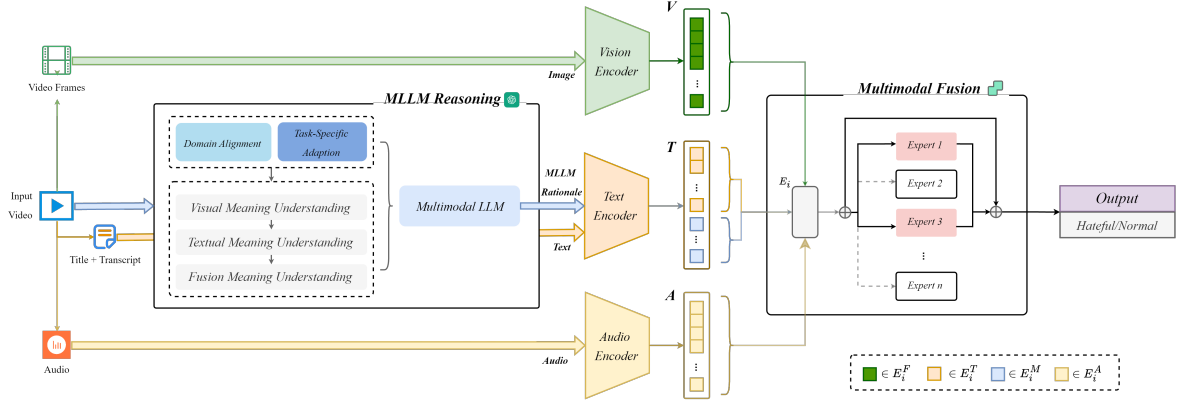 Video Frames
Input
Video
Title + Transcript
Audio
MLLM Reasoning
Domain Alignment
Task-Specific
Adaption
Visual Meaning Understanding
Textual Meaning Understanding
Fusion Meaning Understanding
Multimodal LLM
Image
MLLM
Rationale
Text
Audio
Vision
Encoder
Text
Encoder
Audio
Encoder
V
...
T
...
...
A
...
E_i
Multimodal Fusion
Expert 1
Expert 2
Expert 3
...
Expert n
Output
Hateful/Normal
∈ E_i^F
∈ E_i^T
∈ E_i^M
∈ E_i^A